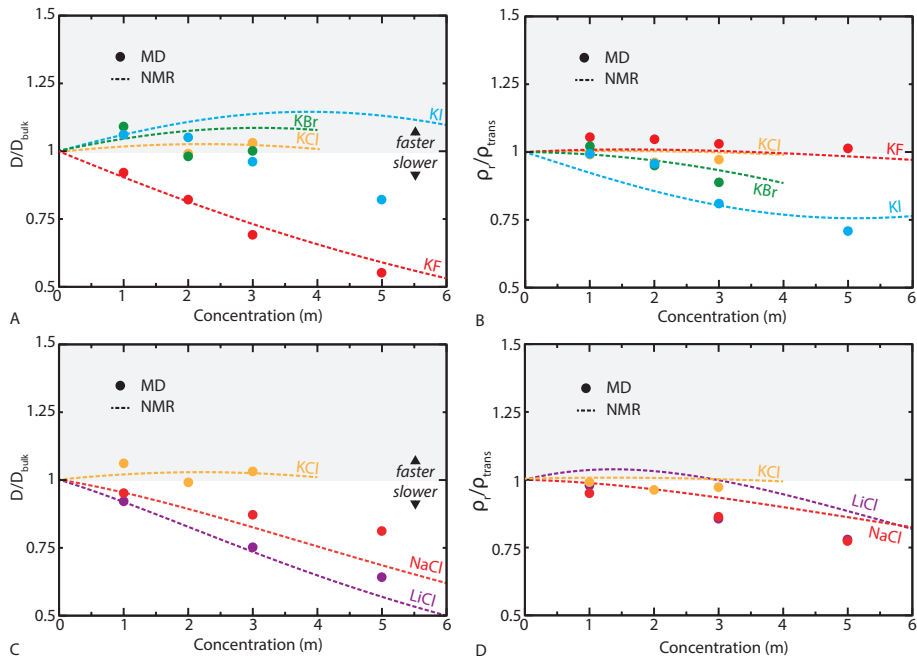 1.5
1.25
1
0.75
0.5
D/D_bulk
MD
NMR
KI
KBr
KCl
faster
slower
KF
0
1
2
3
4
5
6
Concentration (m)
A
1.5
1.25
1
0.75
0.5
ρr/ρtrans
MD
NMR
KCl
KF
KBr
KI
0
1
2
3
4
5
6
Concentration (m)
B
1.5
1.25
1
0.75
0.5
D/D_bulk
MD
NMR
KCl
faster
slower
NaCl
LiCl
0
1
2
3
4
5
6
Concentration (m)
C
1.5
1.25
1
0.75
0.5
ρr/ρtrans
MD
NMR
KCl
LiCl
NaCl
0
1
2
3
4
5
6
Concentration (m)
D